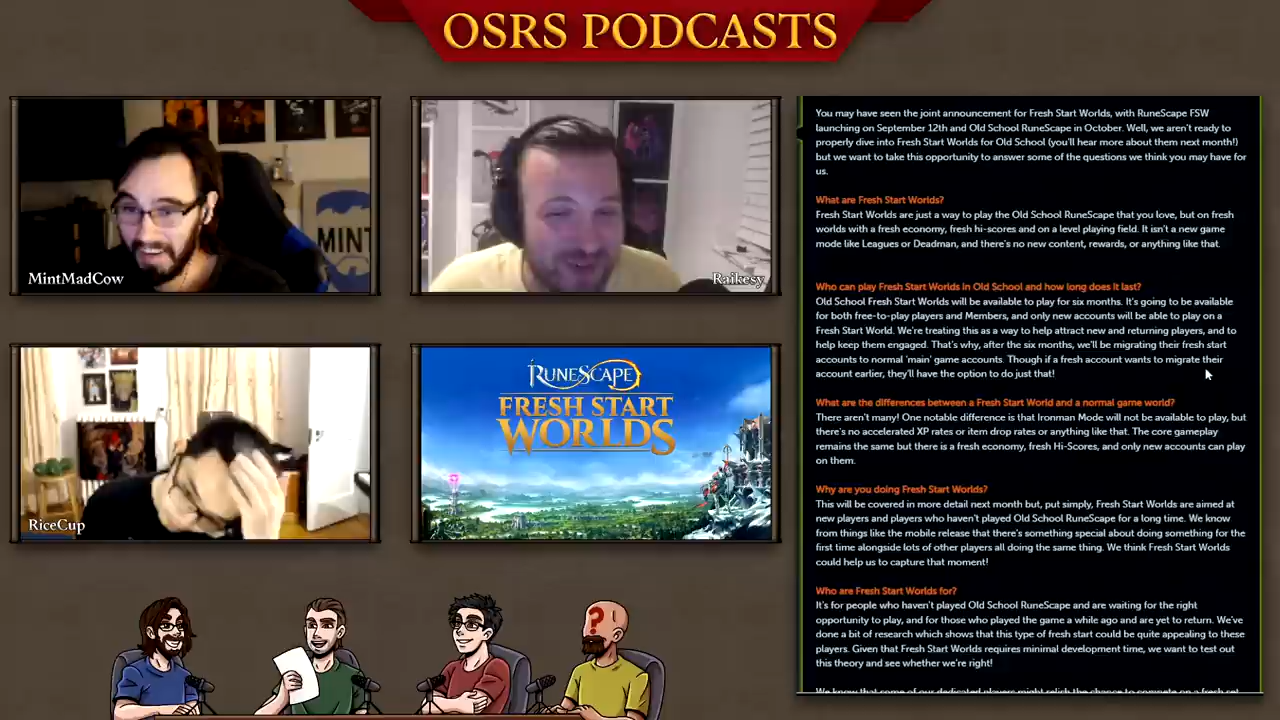 OSRS PODCASTS
MintMadCow
Raikesy
MINT
RiceCup
RUNESCAPE
FRESH START
WORLDS
?
You may have seen the joint announcement for Fresh Start Worlds, with RuneScape FSW
launching on September 12th and Old School RuneScape in October. Well, we aren't ready to
properly dive into Fresh Start Worlds for Old School (you'll hear more about them next month!)
but we want to take this opportunity to answer some of the questions we think you may have for
us.
What are Fresh Start Worlds?
Fresh Start Worlds are just a way to play the Old School RuneScape that you love, but on fresh
worlds with a fresh economy, fresh hi-scores and on a level playing field. It isn't a new game
mode like Leagues or Deadman, and there's no new content, rewards, or anything like that.
Who can play Fresh Start Worlds in Old School and how long does it last?
Old School Fresh Start Worlds will be available to play for six months. It's going to be available
for both free-to-play players and Members, and only new accounts will be able to play on a
Fresh Start World. We're treating this as a way to help attract new and returning players, and to
help keep them engaged. That's why, after the six months, we'll be migrating their fresh start
accounts to normal 'main' game accounts. Though if a fresh account wants to migrate their
account earlier, they'll have the option to do just that!
What are the differences between a Fresh Start World and a normal game world?
There aren't many! One notable difference is that Ironman Mode will not be available to play, but
there's no accelerated XP rates or item drop rates or anything like that. The core gameplay
remains the same but there is a fresh economy, fresh Hi-Scores, and only new accounts can play
on them.
Why are you doing Fresh Start Worlds?
This will be covered in more detail next month but, put simply, Fresh Start Worlds are aimed at
new players and players who haven't played Old School RuneScape for a long time. We know
from things like the mobile release that there's something special about doing something for the
first time alongside lots of other players all doing the same thing. We think Fresh Start Worlds
could help us to capture that moment!
Who are Fresh Start Worlds for?
It's for people who haven't played Old School RuneScape and are waiting for the right
opportunity to play, and for those who played the game a while ago and are yet to return. We've
done a bit of research which shows that this type of fresh start could be quite appealing to these
players. Given that Fresh Start Worlds requires minimal development time, we want to test out
this theory and see whether we're right!
We know that some of our dedicated players might relish the chance to compete on a fresh set